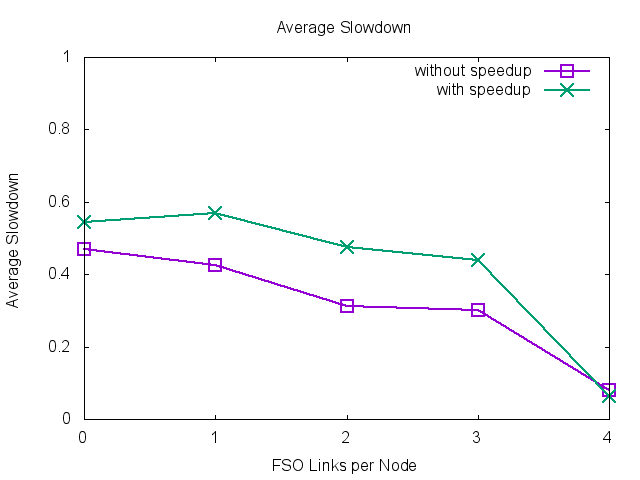 Average Slowdown
without speedup
with speedup
1
0.8
0.6
0.4
0.2
0
Average Slowdown
0 1 2 3 4
FSO Links per Node